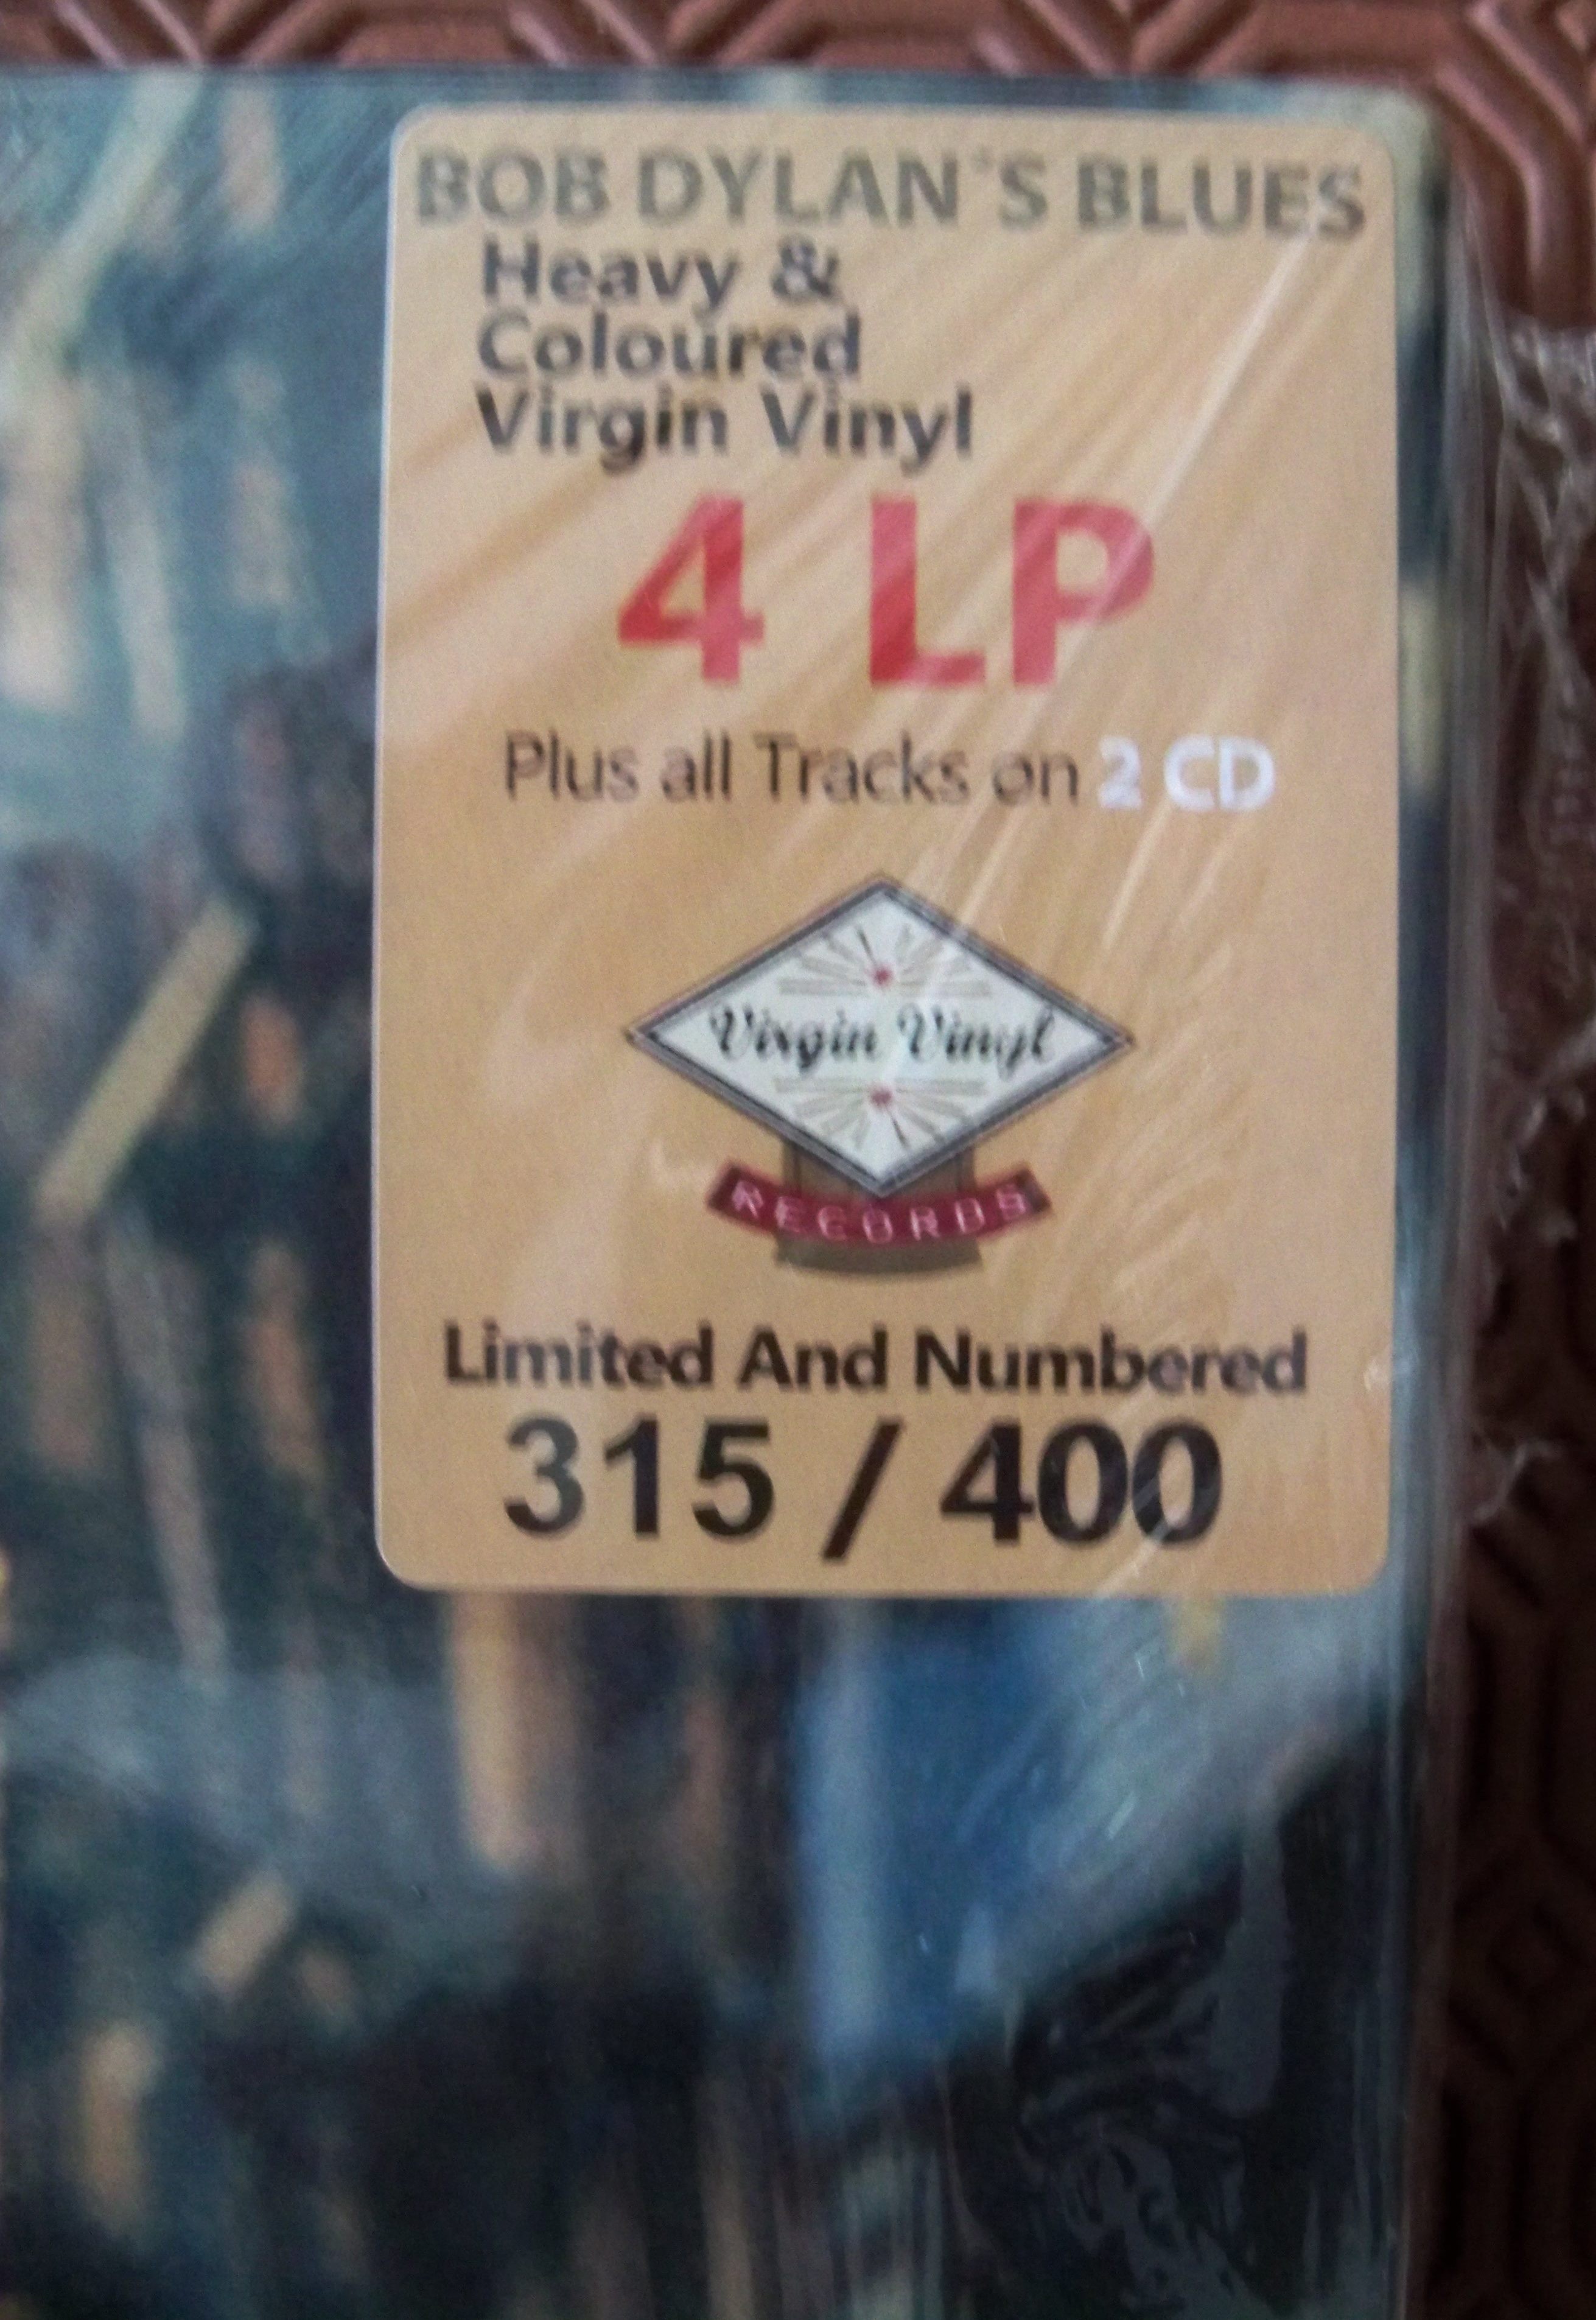 BOB DYLAN'S BLUES
Heavy &
Coloured
Virgin Vinyl
4 LP
Plus all Tracks on 2 CD
Virgin Vinyl
RECORDS
Limited And Numbered
315 / 400